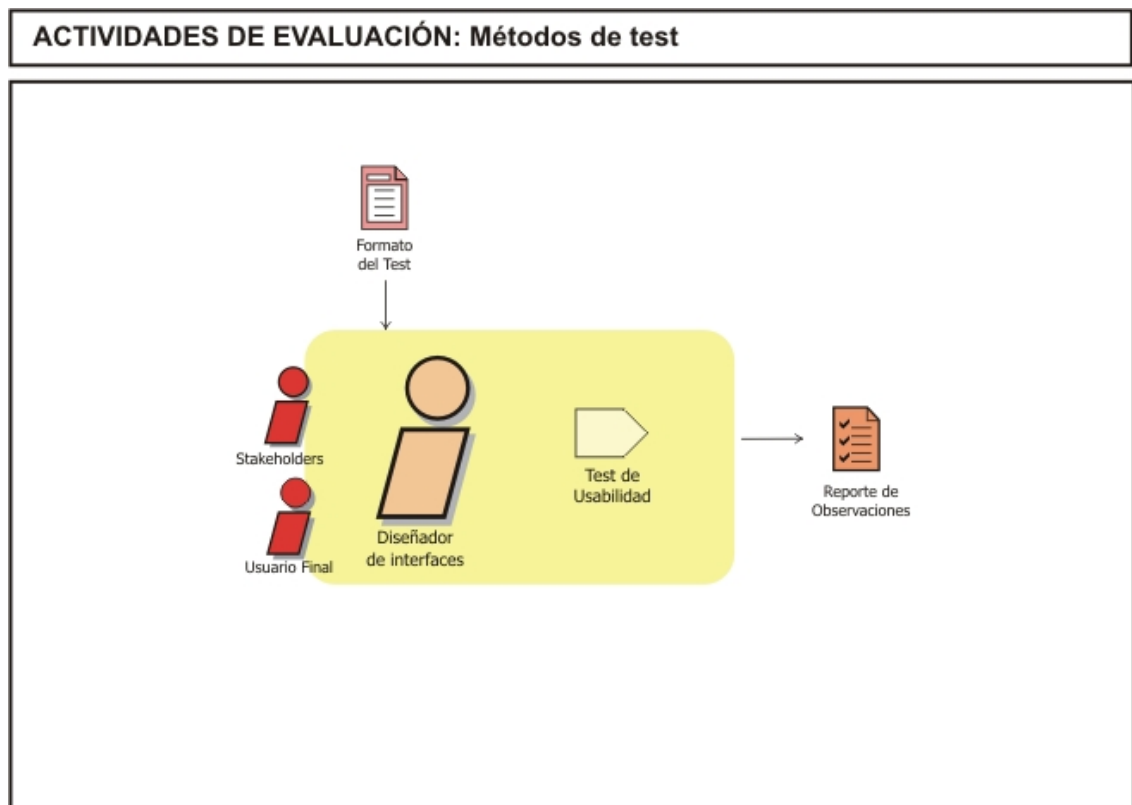 ACTIVIDADES DE EVALUACIÓN: Métodos de test
Formato
del Test
Stakeholders
Usuario Final
Diseñador
de interfaces
Test de
Usabilidad
Reporte de
Observaciones